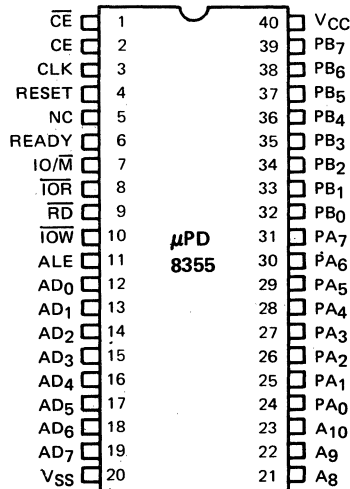 C̅E̅ 1 40 VCC
CE 2 39 PB7
CLK 3 38 PB6
RESET 4 37 PB5
NC 5 36 PB4
READY 6 35 PB3
IO/M̅ 7 34 PB2
I̅O̅R̅ 8 33 PB1
R̅D̅ 9 32 PB0
I̅O̅W̅ 10 μPD 31 PA7
ALE 11 8355 30 PA6
AD0 12 29 PA5
AD1 13 28 PA4
AD2 14 27 PA3
AD3 15 26 PA2
AD4 16 25 PA1
AD5 17 24 PA0
AD6 18 23 A10
AD7 19 22 A9
VSS 20 21 A8